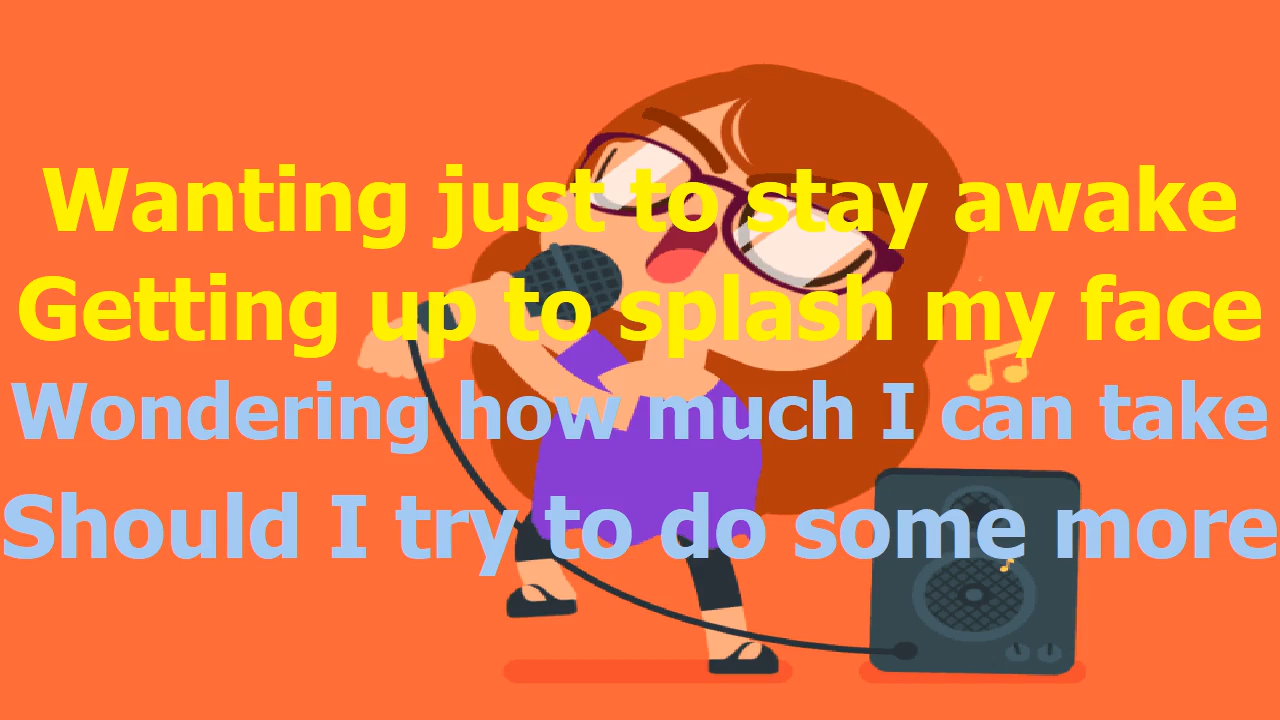 Wanting just to stay awake
Getting up to splash my face
Wondering how much I can take
Should I try to do some more